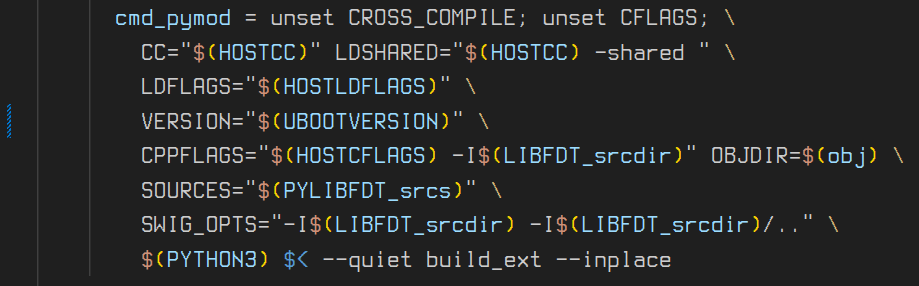 cmd_pymod = unset CROSS_COMPILE; unset CFLAGS; \
CC="$(HOSTCC)" LDSHARED="$(HOSTCC) -shared " \
LDFLAGS="$(HOSTLDFLAGS)" \
VERSION="$(UBOOTVERSION)" \
CPPFLAGS="$(HOSTCFLAGS) -I$(LIBFDT_srcdir)" OBJDIR=$(obj) \
SOURCES="$(PYLIBFDT_srcs)" \
SWIG_OPTS="-I$(LIBFDT_srcdir) -I$(LIBFDT_srcdir)/.." \
$(PYTHON3) $< --quiet build_ext --inplace